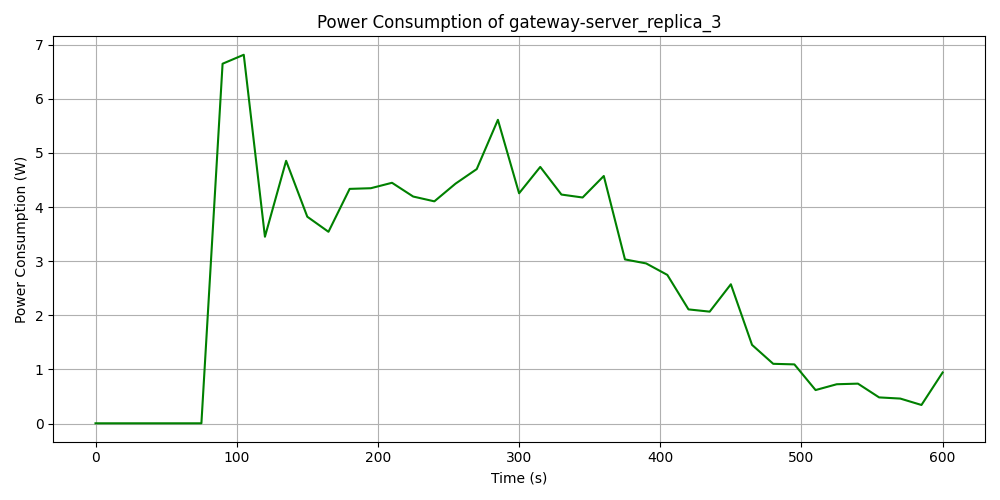 Power Consumption of gateway-server_replica_3
Power Consumption (W)
7
6
5
4
3
2
1
0
0 100 200 300 400 500 600
Time (s)